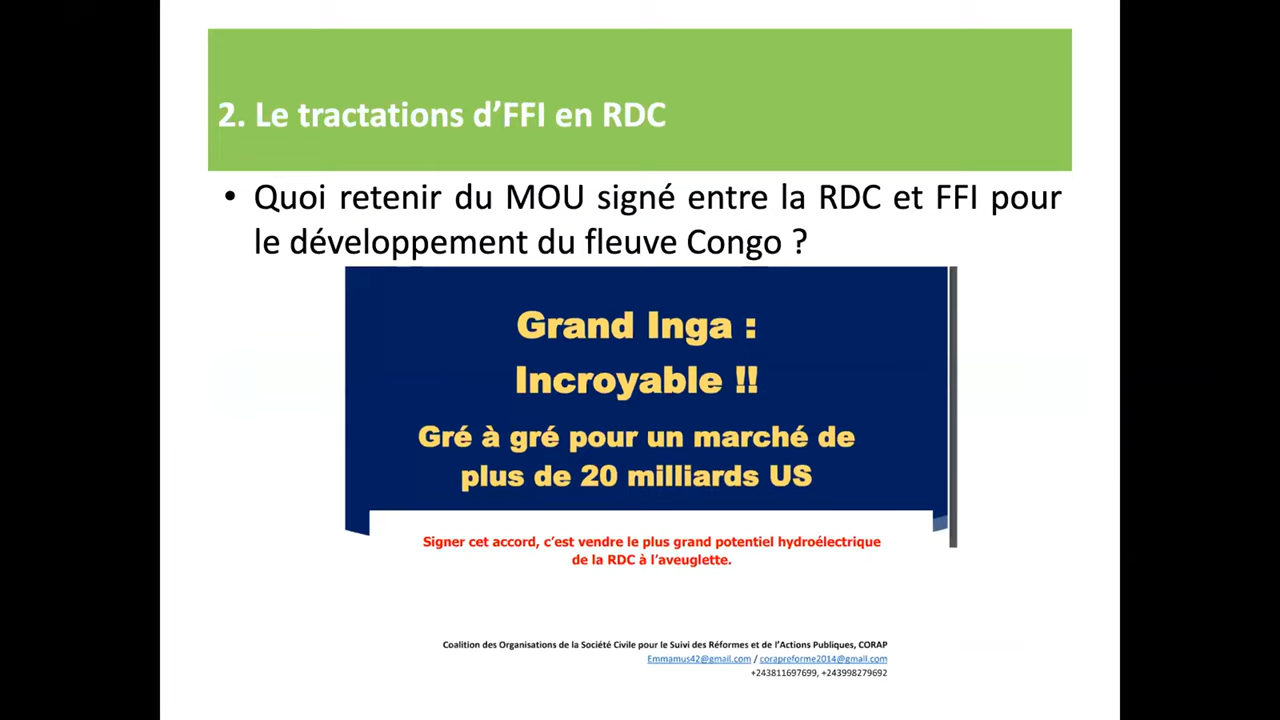 2. Le tractations d’FFI en RDC
• Quoi retenir du MOU signé entre la RDC et FFI pour
le développement du fleuve Congo ?
Grand Inga :
Incroyable !!
Gré à gré pour un marché de
plus de 20 milliards US
Signer cet accord, c’est vendre le plus grand potentiel hydroélectrique
de la RDC à l’aveuglette.
Coalition des Organisations de la Société Civile pour le Suivi des Réformes et de l’Actions Publiques, CORAP
Emmamus42@gmail.com / corapreforme2014@gmall.com
+243811697699, +243998279692